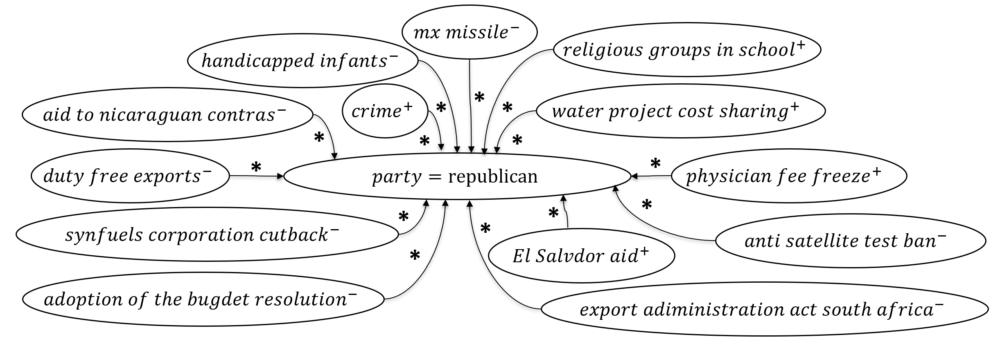 mx missile⁻
religious groups in school⁺
handicapped infants⁻
*
*
*
crime⁺
water project cost sharing⁺
aid to nicaraguan contras⁻
*
*
*
*
*
duty free exports⁻
party = republican
physician fee freeze⁺
*
*
*
*
synfuels corporation cutback⁻
anti satellite test ban⁻
*
El Salvdor aid⁺
adoption of the bugdet resolution⁻
export adiministration act south africa⁻